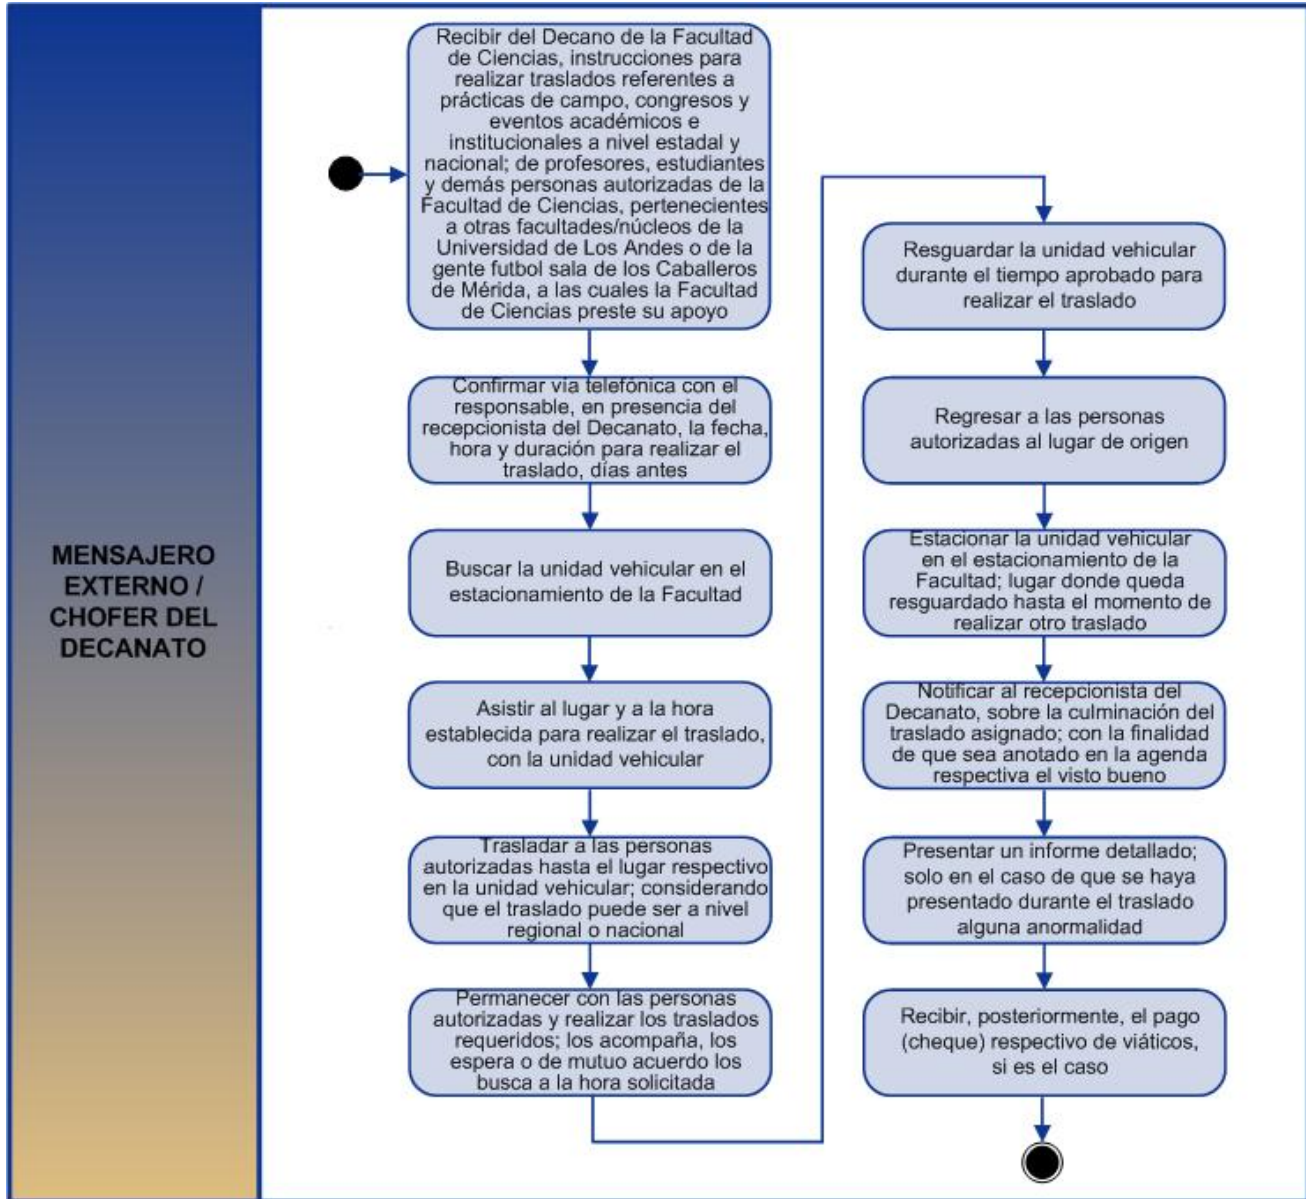 MENSAJERO
EXTERNO /
CHOFER DEL
DECANATO
Recibir del Decano de la Facultad
de Ciencias, instrucciones para
realizar traslados referentes a
prácticas de campo, congresos y
eventos académicos e
institucionales a nivel estadal y
nacional; de profesores, estudiantes
y demás personas autorizadas de la
Facultad de Ciencias, pertenecientes
a otras facultades/núcleos de la
Universidad de Los Andes o de la
gente futbol sala de los Caballeros
de Mérida, a las cuales la Facultad
de Ciencias preste su apoyo
Confirmar vía telefónica con el
responsable, en presencia del
recepcionista del Decanato, la fecha,
hora y duración para realizar el
traslado, días antes
Buscar la unidad vehicular en el
estacionamiento de la Facultad
Asistir al lugar y a la hora
establecida para realizar el traslado,
con la unidad vehicular
Trasladar a las personas
autorizadas hasta el lugar respectivo
en la unidad vehicular; considerando
que el traslado puede ser a nivel
regional o nacional
Permanecer con las personas
autorizadas y realizar los traslados
requeridos; los acompaña, los
espera o de mutuo acuerdo los
busca a la hora solicitada
Resguardar la unidad vehicular
durante el tiempo aprobado para
realizar el traslado
Regresar a las personas
autorizadas al lugar de origen
Estacionar la unidad vehicular
en el estacionamiento de la
Facultad; lugar donde queda
resguardado hasta el momento de
realizar otro traslado
Notificar al recepcionista del
Decanato, sobre la culminación del
traslado asignado; con la finalidad
de que sea anotado en la agenda
respectiva el visto bueno
Presentar un informe detallado;
solo en el caso de que se haya
presentado durante el traslado
alguna anormalidad
Recibir, posteriormente, el pago
(cheque) respectivo de viáticos,
si es el caso